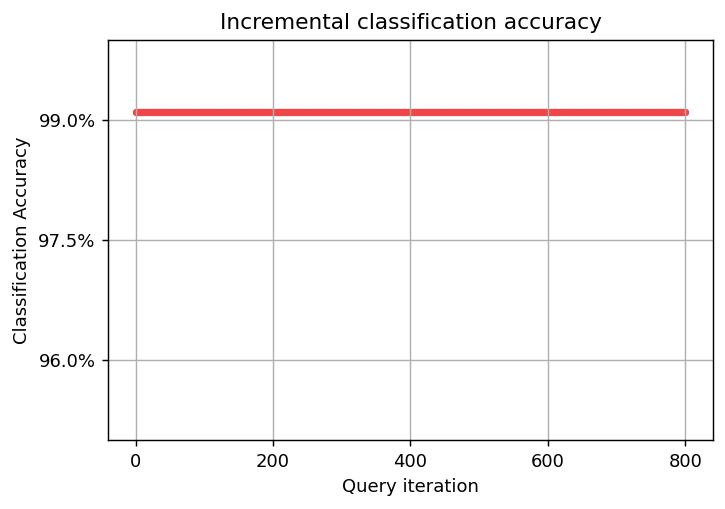 Incremental classification accuracy
Classification Accuracy
99.0%
97.5%
96.0%
0 200 400 600 800
Query iteration